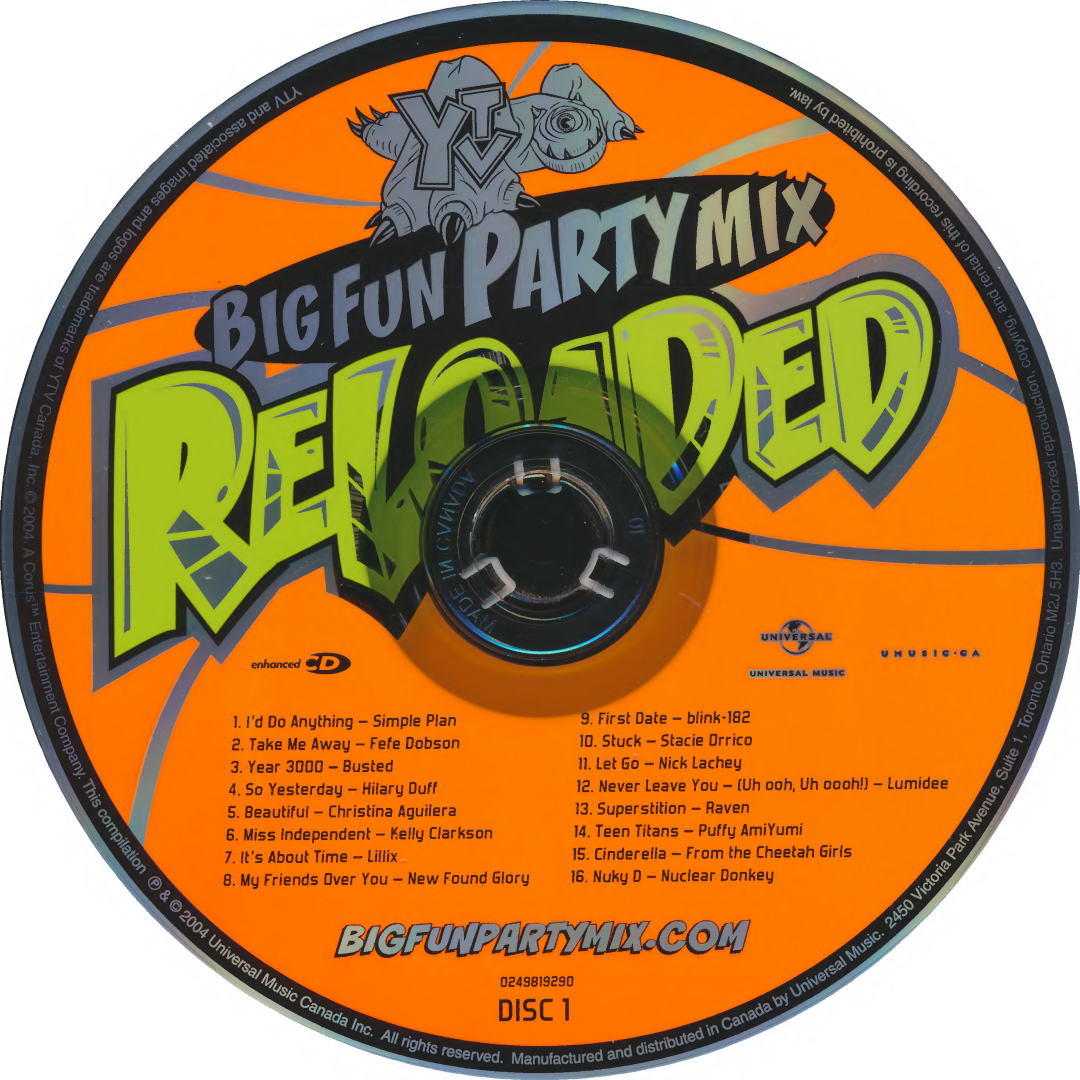 YTV
BIG FUN PARTY MIX
RELOADED
MADE IN CANADA
enhanced CD
UNIVERSAL
UNIVERSAL MUSIC
UMUSIC.CA
1. I'd Do Anything – Simple Plan
2. Take Me Away – Fefe Dobson
3. Year 3000 – Busted
4. So Yesterday – Hilary Duff
5. Beautiful – Christina Aguilera
6. Miss Independent – Kelly Clarkson
7. It's About Time – Lillix
8. My Friends Over You – New Found Glory
9. First Date – blink-182
10. Stuck – Stacie Orrico
11. Let Go – Nick Lachey
12. Never Leave You – (Uh ooh, Uh oooh!) – Lumidee
13. Superstition – Raven
14. Teen Titans – Puffy AmiYumi
15. Cinderella – From the Cheetah Girls
16. Nuky D – Nuclear Donkey
BIGFUNPARTYMIX.COM
0249819290
DISC 1
YTV and associated images and logos are trademarks of YTV Canada, Inc © 2004. A Corus™ Entertainment Company. This compilation ℗ & © 2004 Universal Music Canada Inc. All rights reserved. Manufactured and distributed in Canada by Universal Music. 2450 Victoria Park Avenue, Suite 1, Toronto, Ontario M2J 5H3. Unauthorized reproduction, copying, and rental of this recording is prohibited by law.